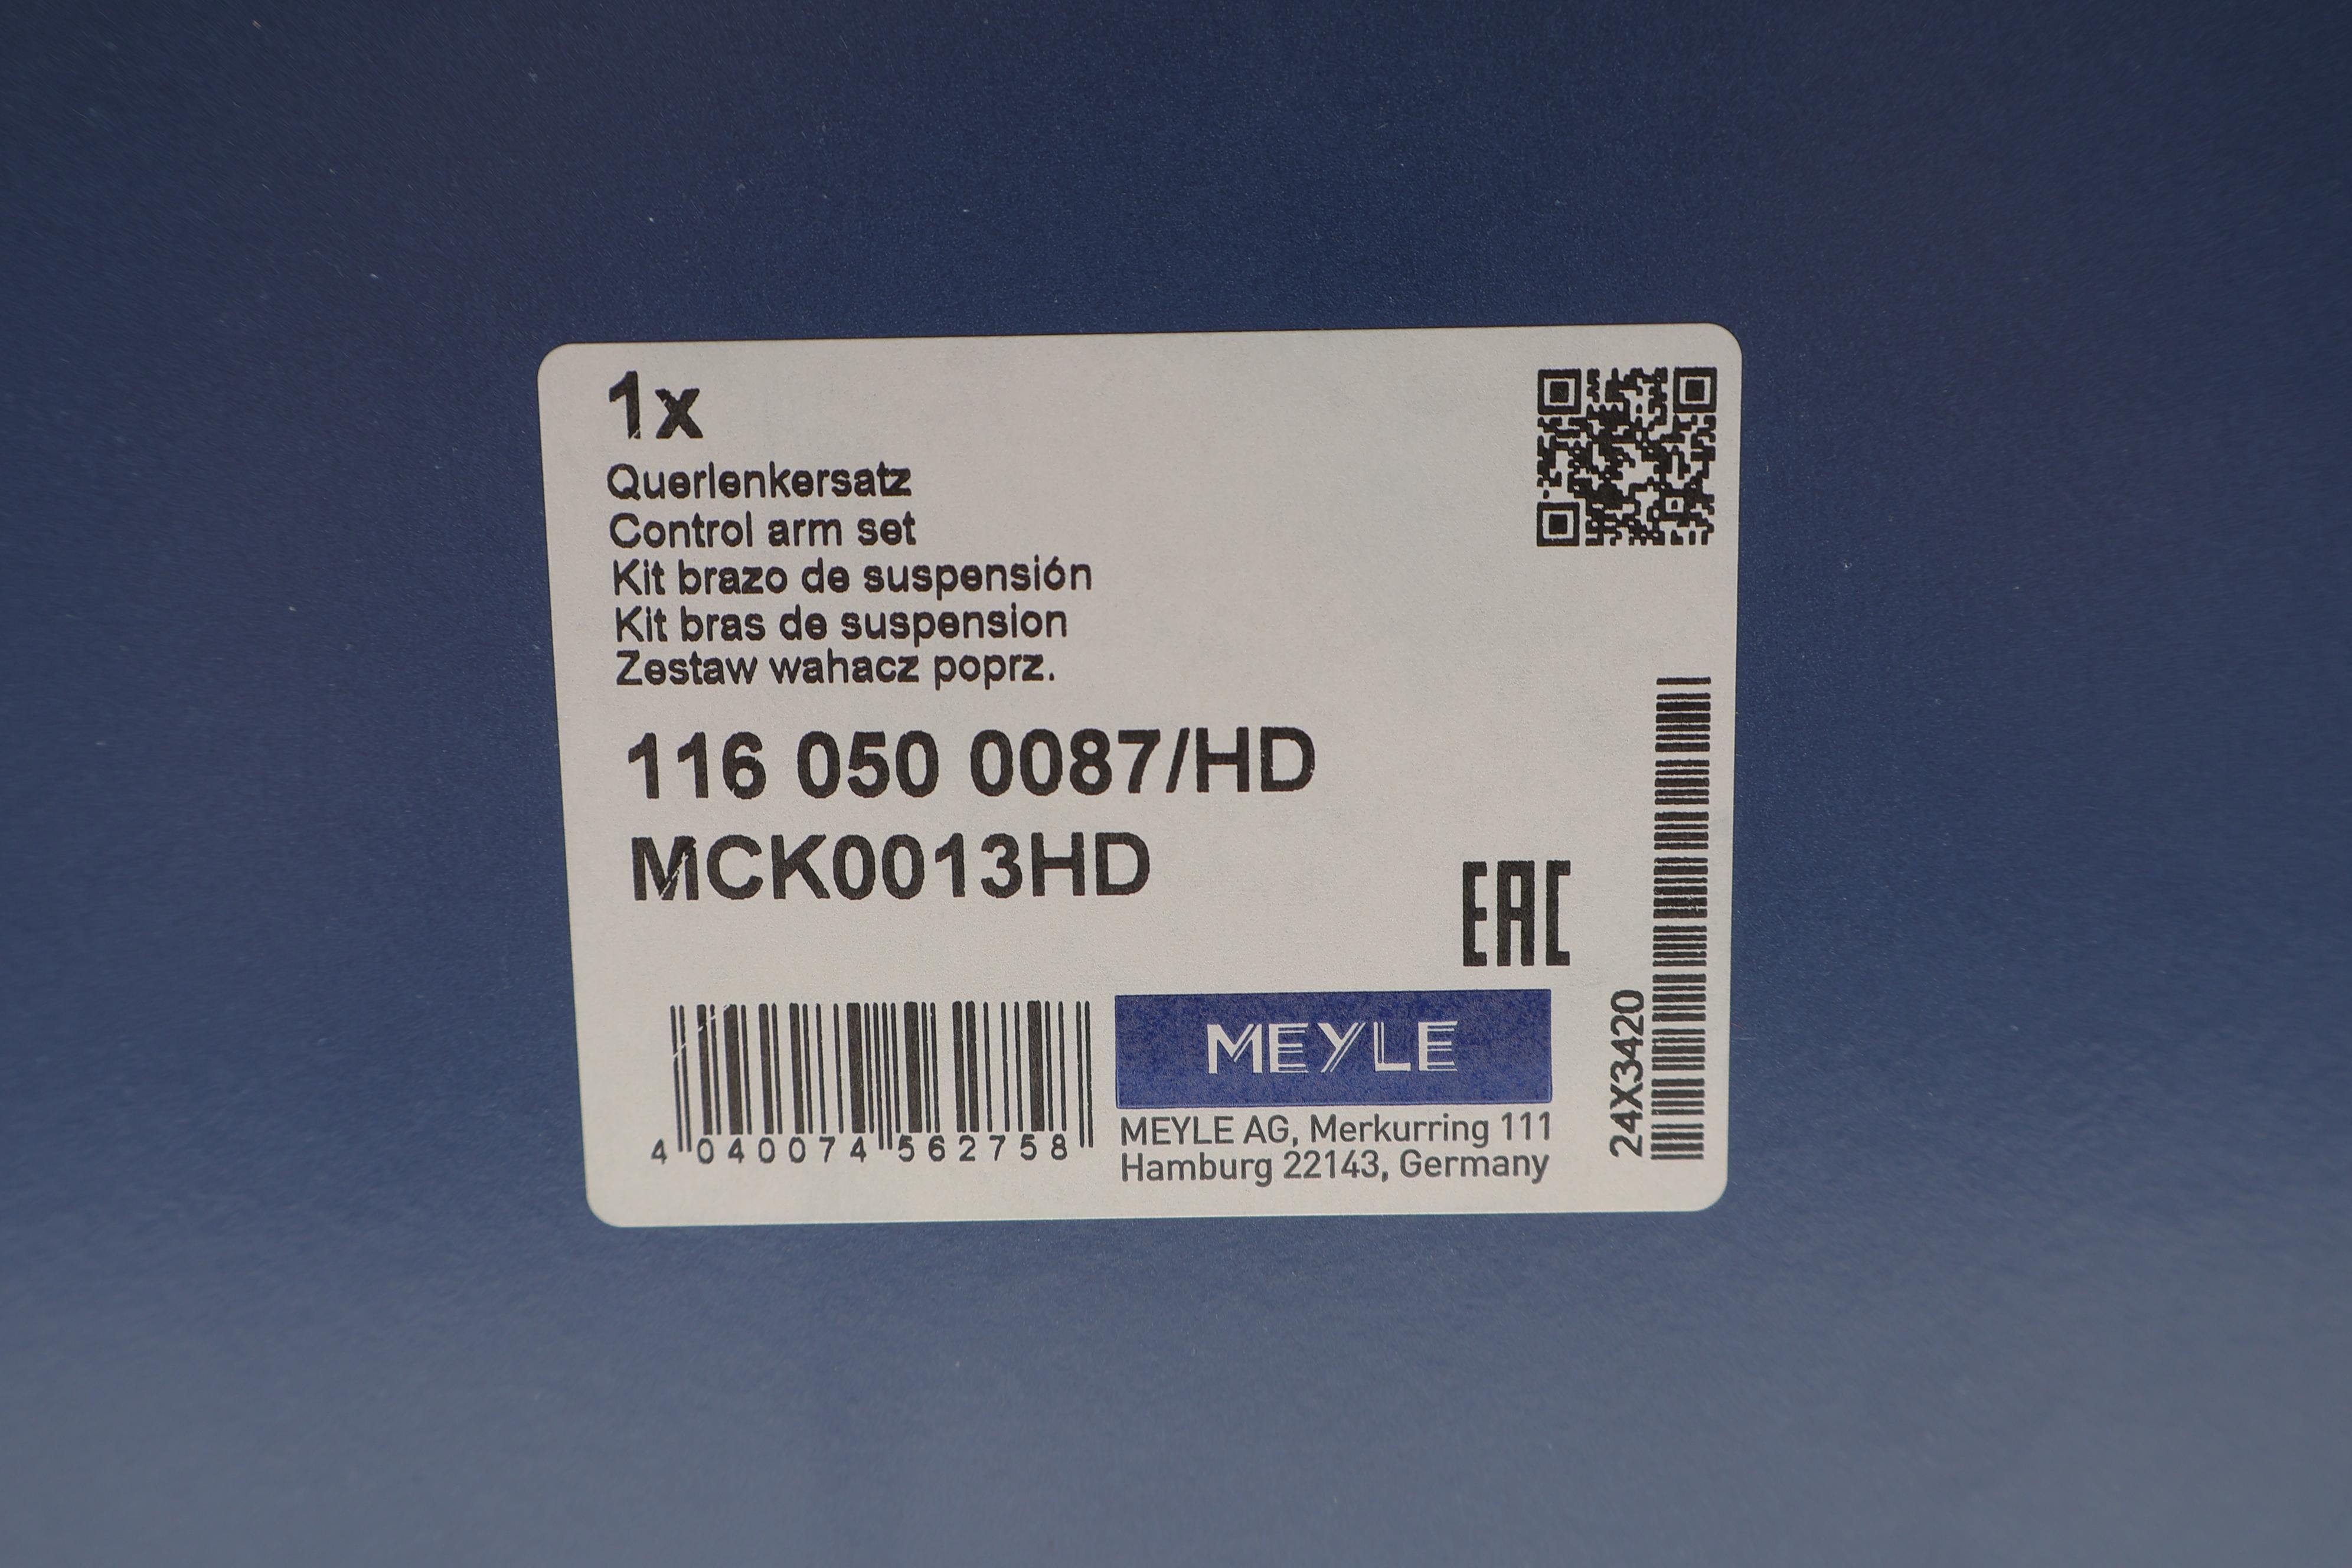 1x
Querlenkersatz
Control arm set
Kit brazo de suspensión
Kit bras de suspension
Zestaw wahacz poprz.
116 050 0087/HD
MCK0013HD
EAC
4 040074 562758
MEYLE
MEYLE AG, Merkurring 111
Hamburg 22143, Germany
24X3420